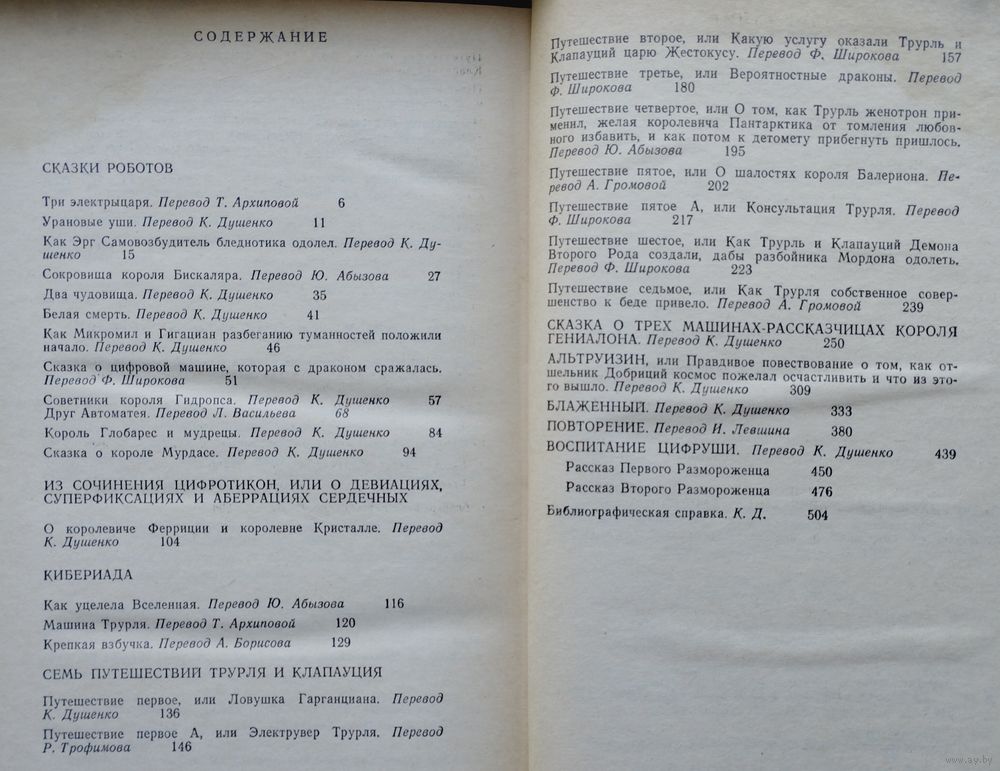 СОДЕРЖАНИЕ
СКАЗКИ РОБОТОВ
Три электрыцаря. Перевод Т. Архиповой 6
Урановые уши. Перевод К. Душенко 11
Как Эрг Самовозбудитель бледнотика одолел. Перевод К. Ду-
шенко 15
Сокровища короля Бискаляра. Перевод Ю. Абызова 27
Два чудовища. Перевод К. Душенко 35
Белая смерть. Перевод К. Душенко 41
Как Микромил и Гигациан разбеганию туманностей положили
начало. Перевод К. Душенко 46
Сказка о цифровой машине, которая с драконом сражалась.
Перевод Ф. Широкова 51
Советники короля Гидропса. Перевод К. Душенко 57
Друг Автоматея. Перевод Л. Васильева 68
Король Глобарес и мудрецы. Перевод К. Душенко 84
Сказка о короле Мурдасе. Перевод К. Душенко 94
ИЗ СОЧИНЕНИЯ ЦИФРОТИКОН, ИЛИ О ДЕВИАЦИЯХ,
СУПЕРФИКСАЦИЯХ И АБЕРРАЦИЯХ СЕРДЕЧНЫХ
О королевиче Ферриции и королевне Кристалле. Перевод
К. Душенко 104
КИБЕРИАДА
Как уцелела Вселенная. Перевод Ю. Абызова 116
Машина Трурля. Перевод Т. Архиповой 120
Крепкая взбучка. Перевод А. Борисова 129
СЕМЬ ПУТЕШЕСТВИЙ ТРУРЛЯ И КЛАПАУЦИЯ
Путешествие первое, или Ловушка Гарганциана. Перевод
К. Душенко 136
Путешествие первое А, или Электрувер Трурля. Перевод
Р. Трофимова 146
Путешествие второе, или Какую услугу оказали Трурль и
Клапауций царю Жестокусу. Перевод Ф. Широкова 157
Путешествие третье, или Вероятностные драконы. Перевод
Ф. Широкова 180
Путешествие четвертое, или О том, как Трурль женотрон при-
менил, желая королевича Пантарктика от томления любов-
ного избавить, и как потом к детомету прибегнуть пришлось.
Перевод Ю. Абызова 195
Путешествие пятое, или О шалостях короля Балериона. Пе-
ревод А. Громовой 202
Путешествие пятое А, или Консультация Трурля. Перевод
Ф. Широкова 217
Путешествие шестое, или Как Трурль и Клапауций Демона
Второго Рода создали, дабы разбойника Мордона одолеть.
Перевод Ф. Широкова 223
Путешествие седьмое, или Как Трурля собственное совер-
шенство к беде привело. Перевод А. Громовой 239
СКАЗКА О ТРЕХ МАШИНАХ-РАССКАЗЧИЦАХ КОРОЛЯ
ГЕНИАЛОНА. Перевод К. Душенко 250
АЛЬТРУИЗИН, или Правдивое повествование о том, как от-
шельник Добриций космос пожелал осчастливить и что из это-
го вышло. Перевод К. Душенко 309
БЛАЖЕННЫЙ. Перевод К. Душенко 333
ПОВТОРЕНИЕ. Перевод И. Левшина 380
ВОСПИТАНИЕ ЦИФРУШИ. Перевод К. Душенко 439
Рассказ Первого Размороженца 450
Рассказ Второго Размороженца 476
Библиографическая справка. К. Д. 504
www.ay.by